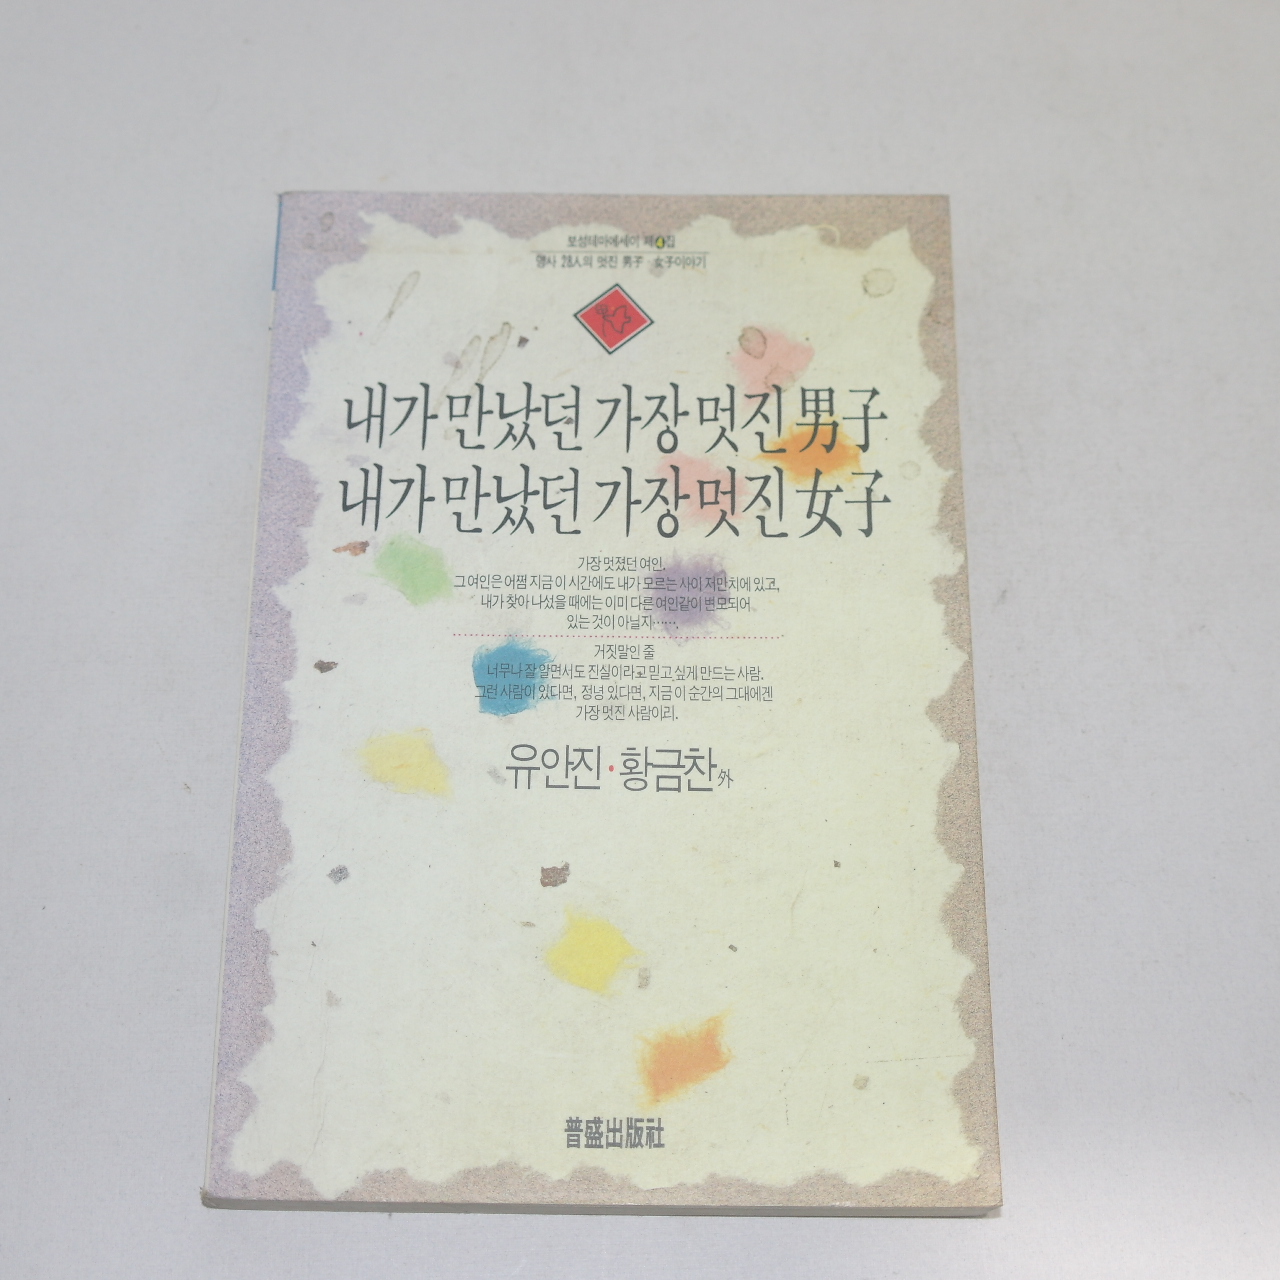 보성테마에세이 제4집
명사 28人의 멋진 男子·女子이야기
내가 만났던 가장 멋진 男子
내가 만났던 가장 멋진 女子
가장 멋졌던 여인.
그 여인은 어쩜 지금 이 시간에도 내가 모르는 사이 저만치에 있고,
내가 찾아 나섰을 때에는 이미 다른 여인같이 변모되어
있는 것이 아닐지…….
거짓말인 줄
너무나 잘 알면서도 진실이라고 믿고 싶게 만드는 사람.
그런 사람이 있다면, 정녕 있다면, 지금 이 순간의 그대에겐
가장 멋진 사람이리.
유안진·황금찬 外
普盛出版社